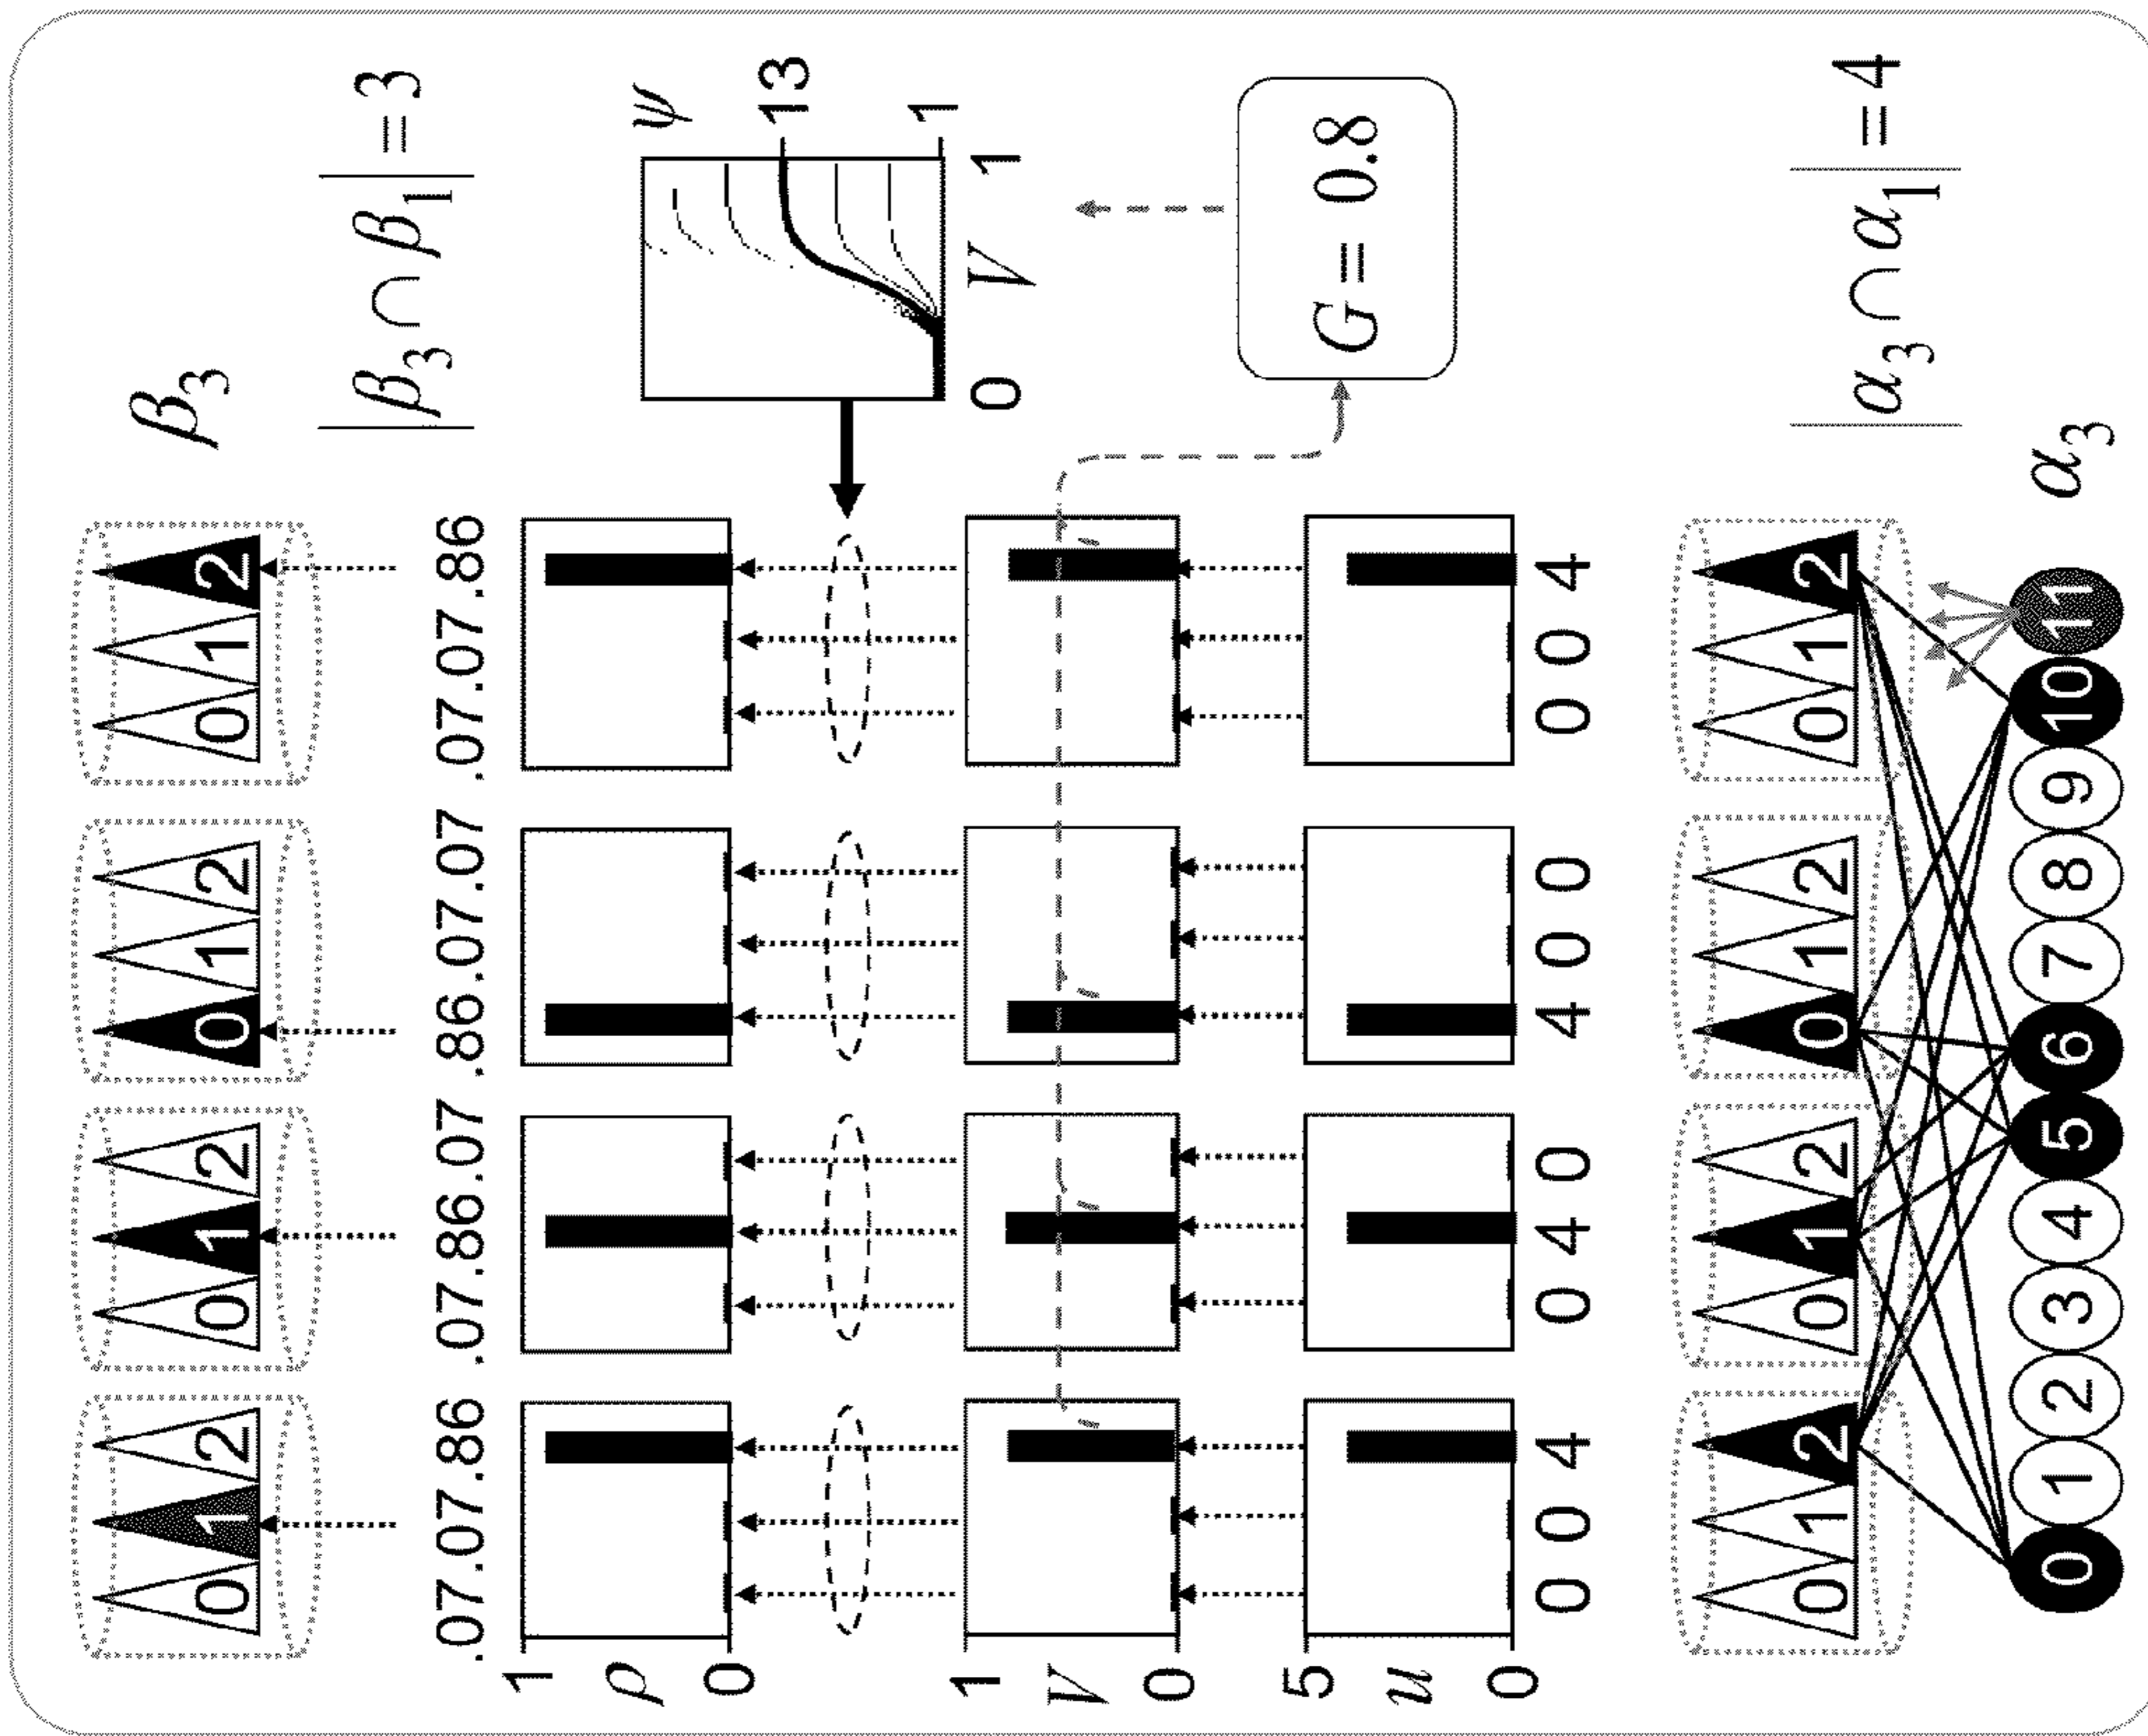 β₃
0 1 2 0 1 2 0 1 2 0 1 2
|β₃ ∩ β₁| = 3
.07.07.86 .07.86.07 .86.07.07 .07.07.86
1
ρ
0
ψ
13
1
0 V 1
1
V
0
G = 0.8
5
u
0
0 0 4 0 4 0 4 0 0 0 0 4
|α₃ ∩ α₁| = 4
0 1 2 0 1 2 0 1 2 0 1 2
α₃
0 1 2 3 4 5 6 7 8 9 10 11